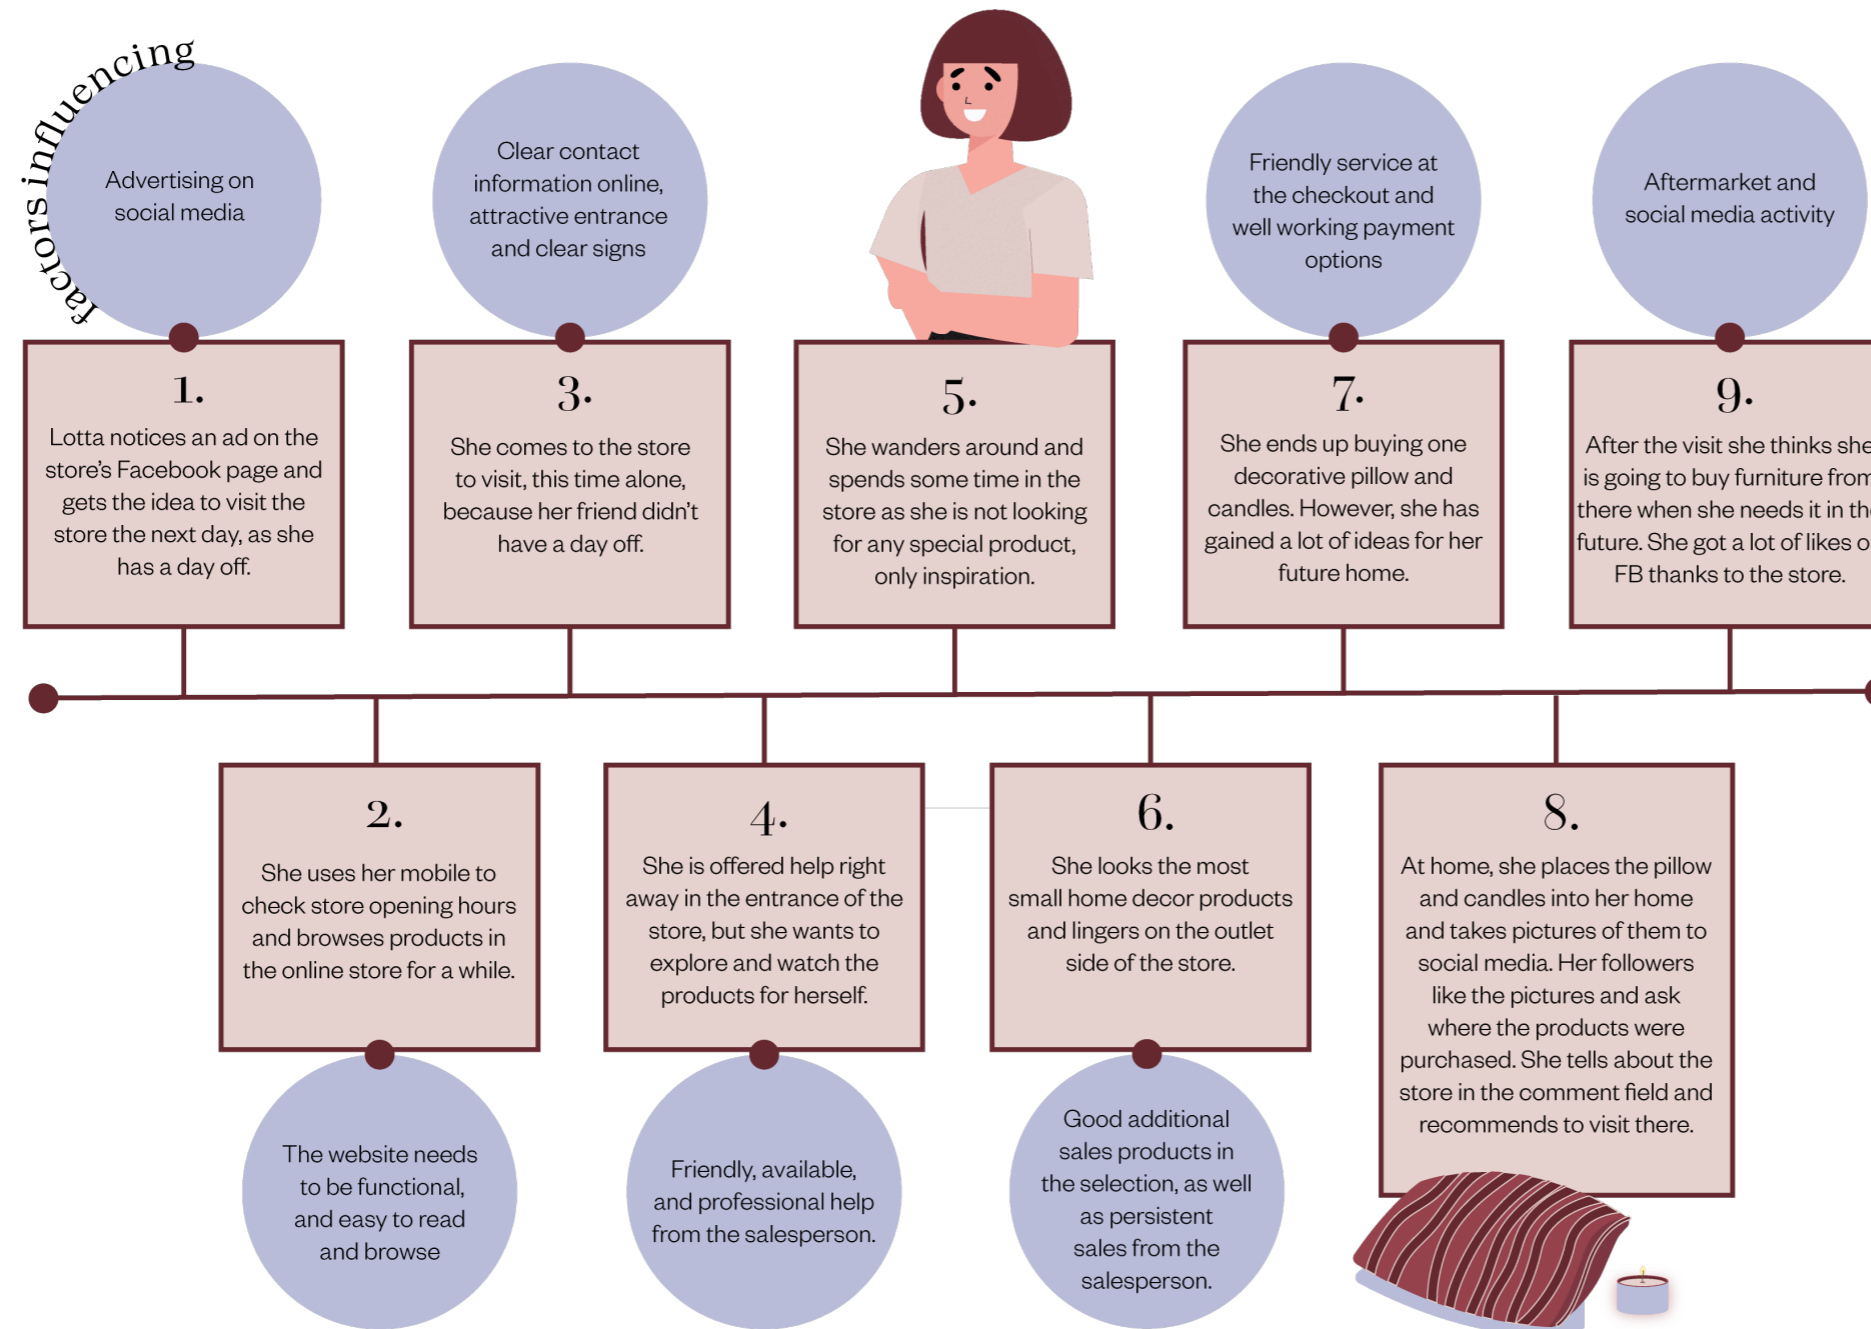 factors influencing
Advertising on
social media
Clear contact
information online,
attractive entrance
and clear signs
Friendly service at
the checkout and
well working payment
options
Aftermarket and
social media activity
1.
Lotta notices an ad on the
store's Facebook page and
gets the idea to visit the
store the next day, as she
has a day off.
3.
She comes to the store
to visit, this time alone,
because her friend didn't
have a day off.
5.
She wanders around and
spends some time in the
store as she is not looking
for any special product,
only inspiration.
7.
She ends up buying one
decorative pillow and
candles. However, she has
gained a lot of ideas for her
future home.
9.
After the visit she thinks she
is going to buy furniture from
there when she needs it in the
future. She got a lot of likes
FB thanks to the store.
2.
She uses her mobile to
check store opening hours
and browses products in
the online store for a while.
4.
She is offered help right
away in the entrance of the
store, but she wants to
explore and watch the
products for herself.
6.
She looks the most
small home decor products
and lingers on the outlet
side of the store.
8.
At home, she places the pillow
and candles into her home
and takes pictures of them to
social media. Her followers
like the pictures and ask
where the products were
purchased. She tells about the
store in the comment field and
recommends to visit there.
The website needs
to be functional,
and easy to read
and browse
Friendly, available,
and professional help
from the salesperson.
Good additional
sales products in
the selection, as well
as persistent
sales from the
salesperson.